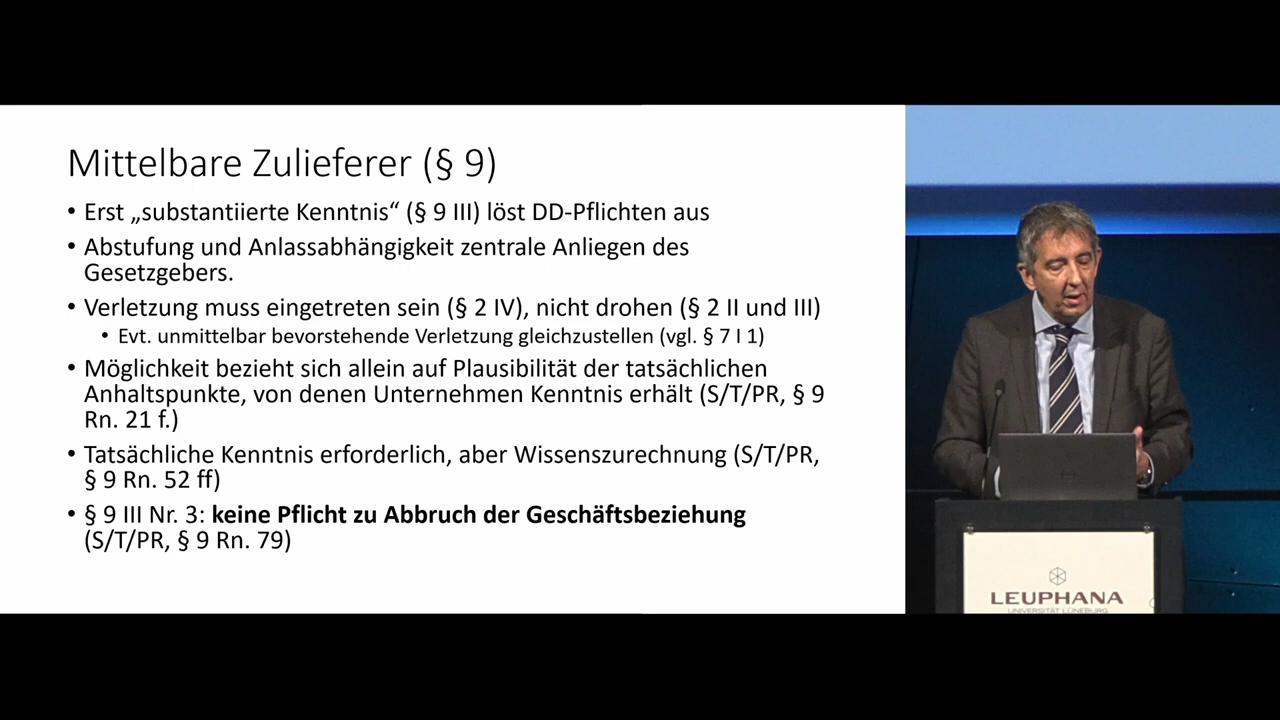 Mittelbare Zulieferer (§ 9)
• Erst „substantiierte Kenntnis“ (§ 9 III) löst DD-Pflichten aus
• Abstufung und Anlassabhängigkeit zentrale Anliegen des
Gesetzgebers.
• Verletzung muss eingetreten sein (§ 2 IV), nicht drohen (§ 2 II und III)
• Evt. unmittelbar bevorstehende Verletzung gleichzustellen (vgl. § 7 I 1)
• Möglichkeit bezieht sich allein auf Plausibilität der tatsächlichen
Anhaltspunkte, von denen Unternehmen Kenntnis erhält (S/T/PR, § 9
Rn. 21 f.)
• Tatsächliche Kenntnis erforderlich, aber Wissenszurechnung (S/T/PR,
§ 9 Rn. 52 ff)
• § 9 III Nr. 3: keine Pflicht zu Abbruch der Geschäftsbeziehung
(S/T/PR, § 9 Rn. 79)
LEUPHANA
UNIVERSITÄT LÜNEBURG